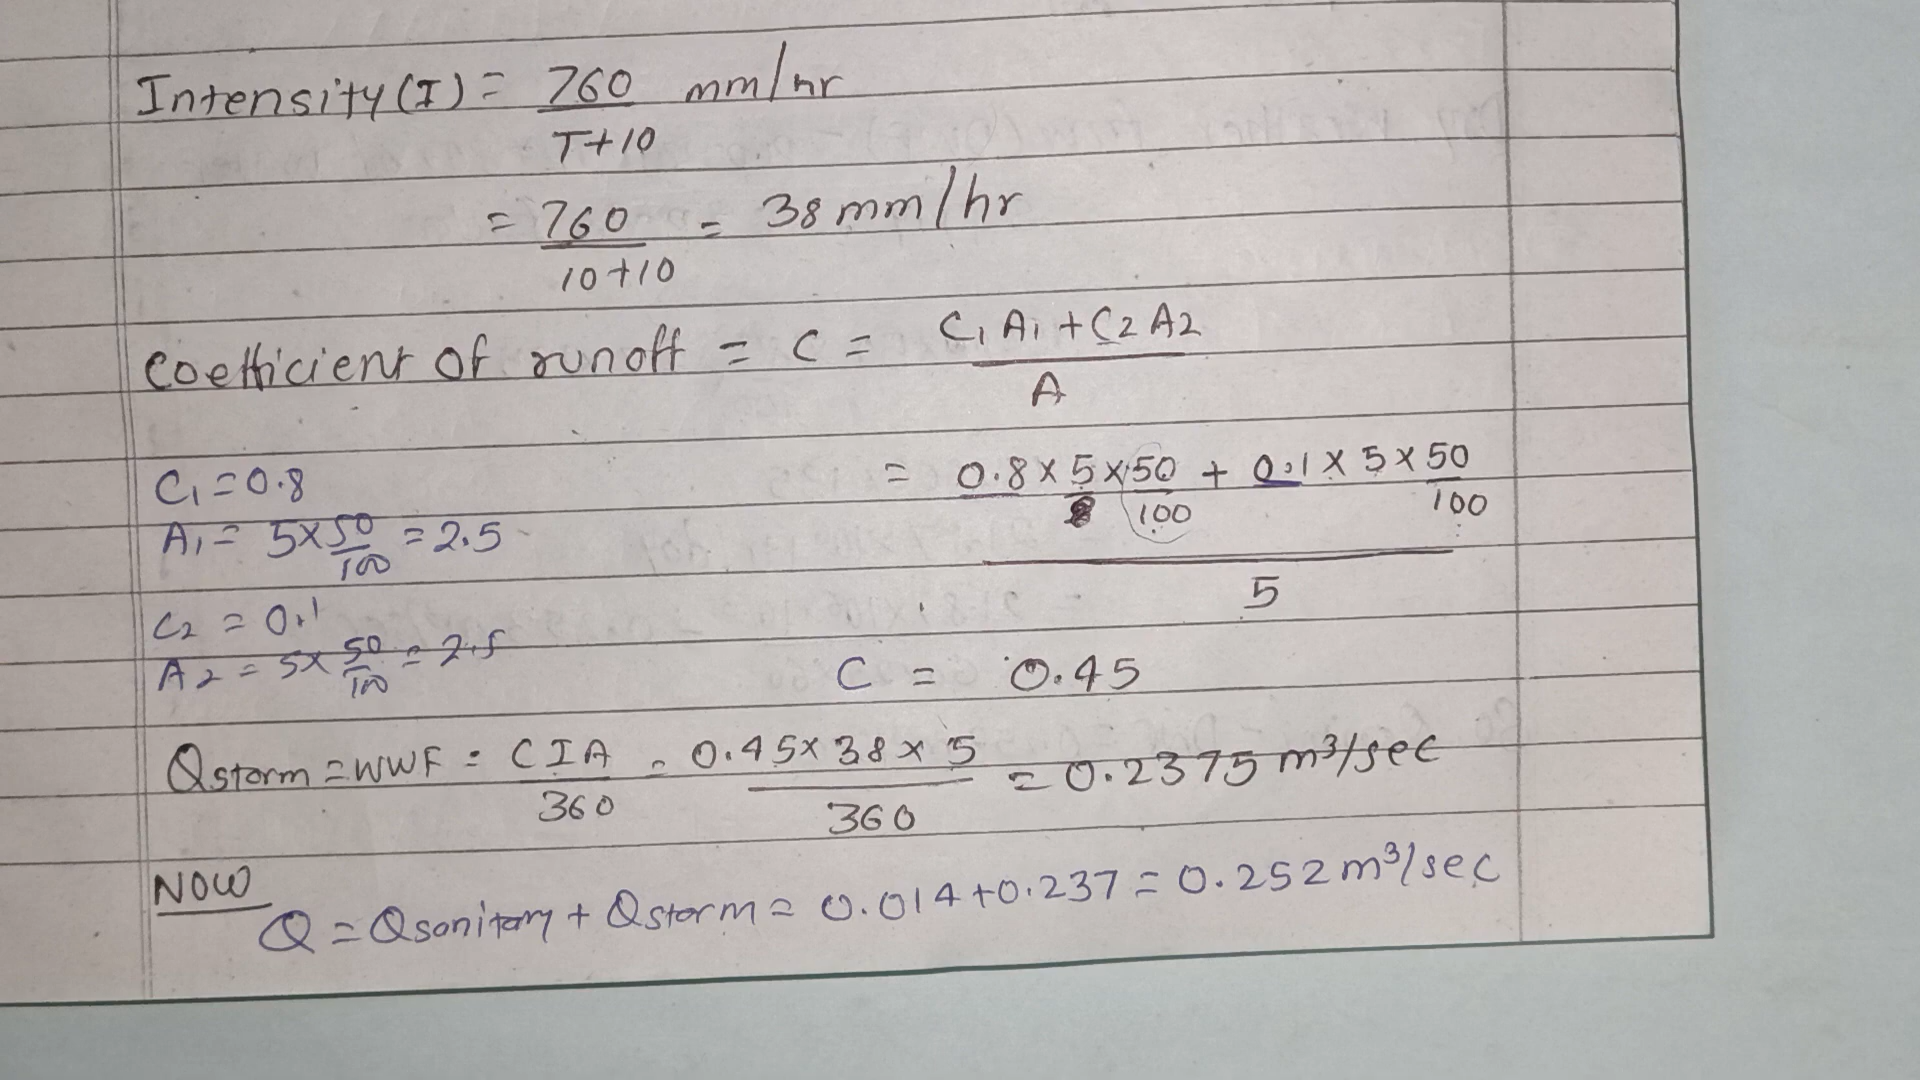 Intensity(I) = 760 mm/hr
T+10
= 760 = 38 mm/hr
10+10
Coefficient of runoff = C = C1 A1 + C2 A2
A
C1 = 0.8
= 0.8 × 5 × 50 + 0.1 × 5 × 50
100 100
A1 = 5×50 = 2.5
100
5
C2 = 0.1
A2 = 5× 50 = 2.5
100
C = 0.45
Qstorm = WWF = CIA = 0.45×38×5 = 0.2375 m³/sec
360 360
NOW
Q = Qsanitary + Qstorm = 0.014+0.237 = 0.252 m³/sec